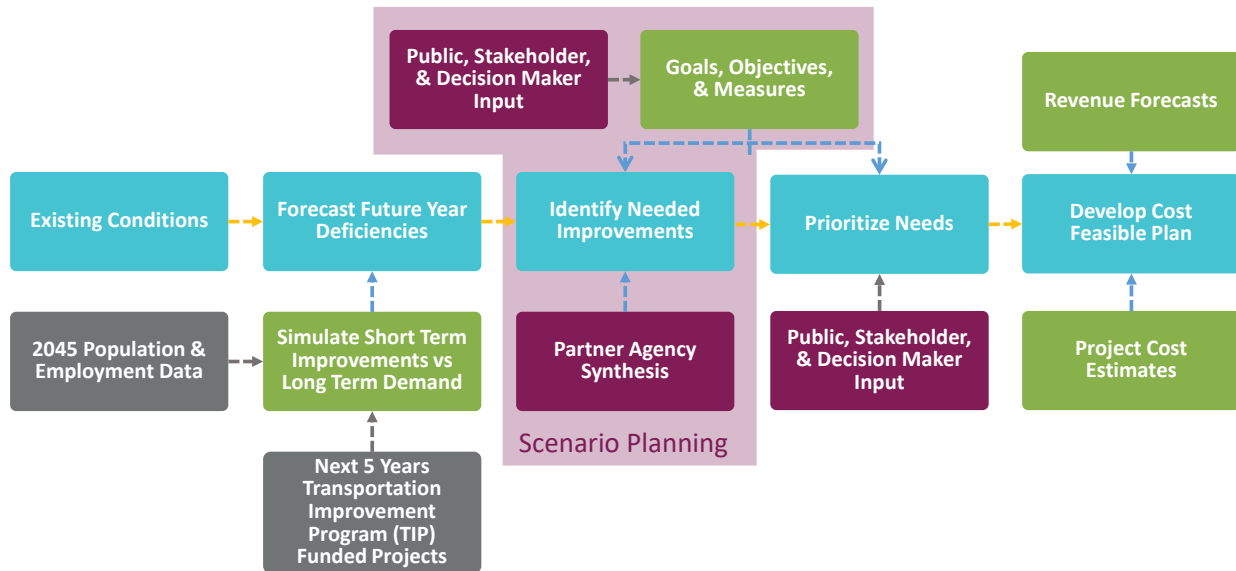 Public, Stakeholder,
& Decision Maker
Input
Goals, Objectives,
& Measures
Revenue Forecasts
Existing Conditions
Forecast Future Year
Deficiencies
Identify Needed
Improvements
Prioritize Needs
Develop Cost
Feasible Plan
2045 Population &
Employment Data
Simulate Short Term
Improvements vs
Long Term Demand
Partner Agency
Synthesis
Public, Stakeholder,
& Decision Maker
Input
Project Cost
Estimates
Scenario Planning
Next 5 Years
Transportation
Improvement
Program (TIP)
Funded Projects